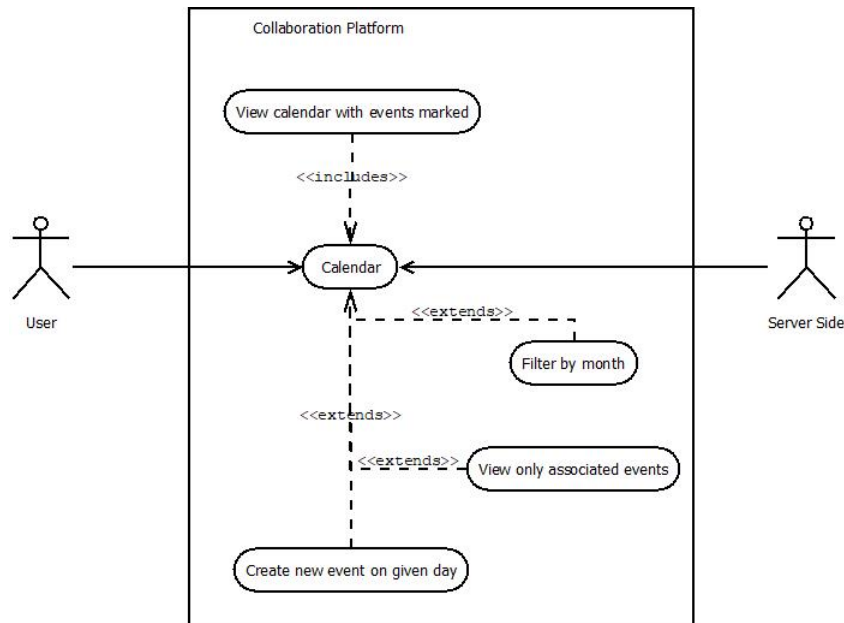 Collaboration Platform
View calendar with events marked
<<includes>>
Calendar
User
Server Side
<<extends>>
Filter by month
<<extends>>
<<extends>>
View only associated events
Create new event on given day